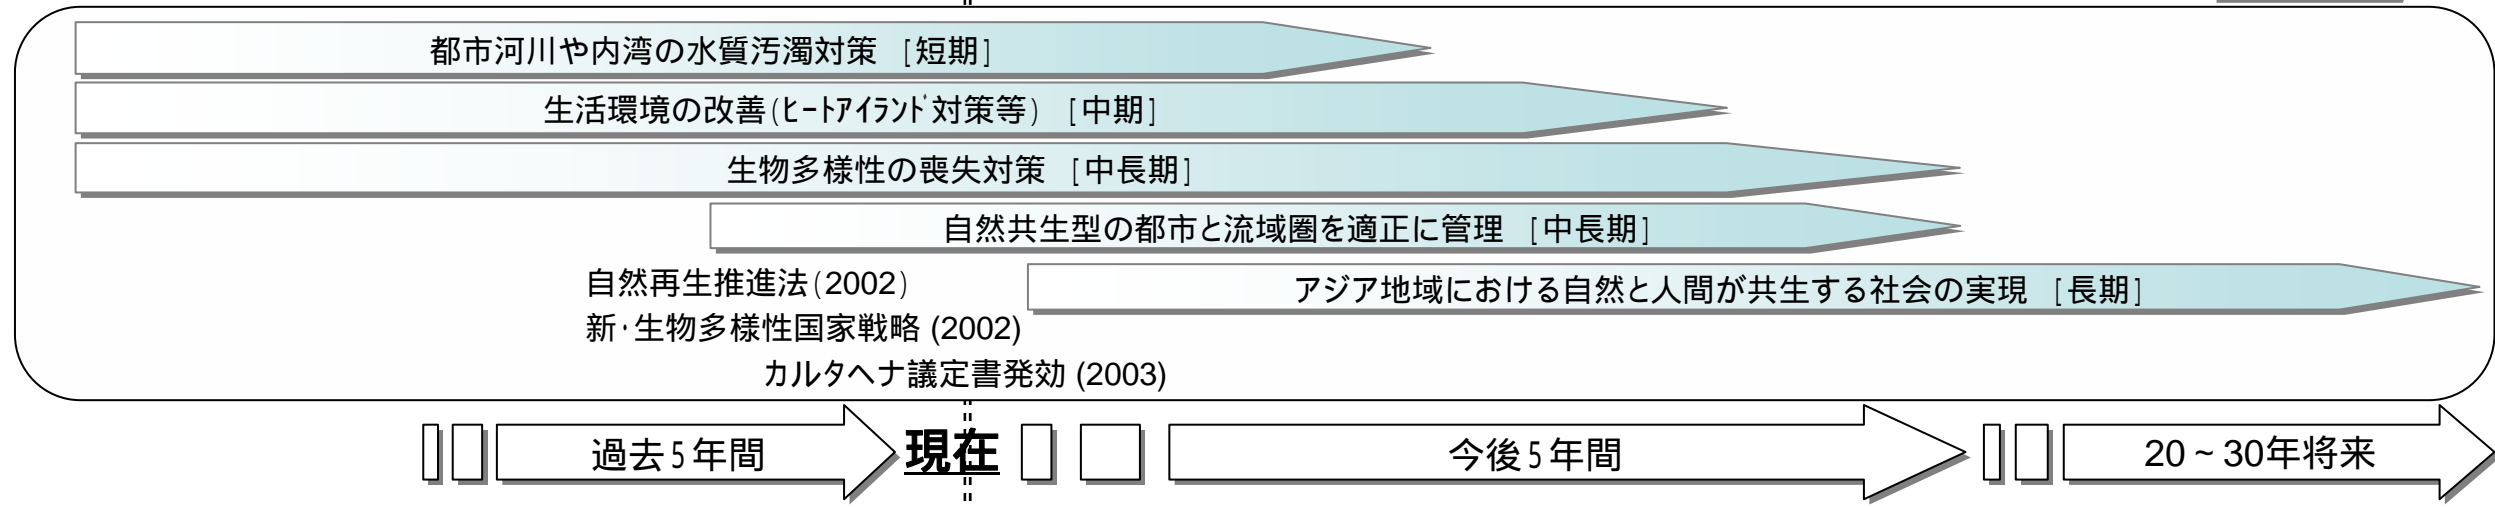 都市河川や内湾の水質汚濁対策 [短期]
生活環境の改善(ﾋｰﾄｱｲﾗﾝﾄﾞ対策等) [中期]
生物多様性の喪失対策 [中長期]
自然共生型の都市と流域圏を適正に管理 [中長期]
自然再生推進法(2002)
アジア地域における自然と人間が共生する社会の実現 [長期]
新・生物多様性国家戦略 (2002)
カルタヘナ議定書発効 (2003)
過去5年間
現在
今後5年間
20～30年将来